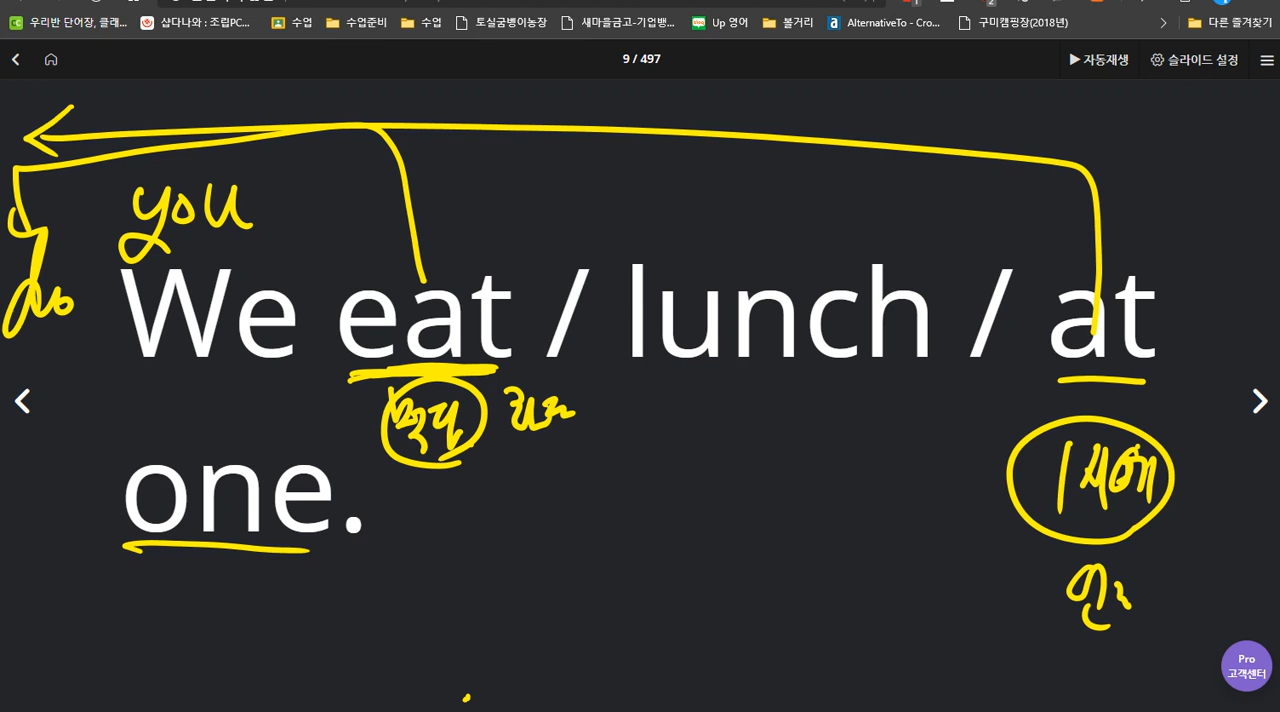 우리반 단어장, 클래... 샵다나와 : 조립PC... 수업 수업준비 수업 토실굼뱅이농장 새마을금고-기업뱅... Up 영어 볼거리 AlternativeTo - Cro... 구미캠핑장(2018년) 다른 즐겨찾기
9 / 497 ▶자동재생 슬라이드 설정
you
We eat / lunch / at
먹다
1시에
one.
Pro
고객센터